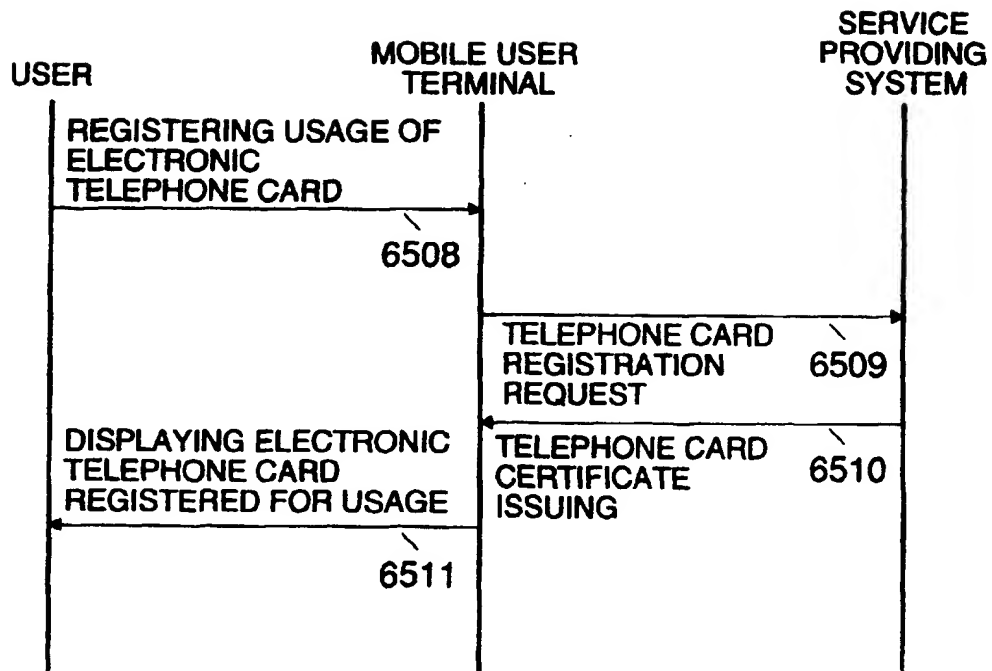 USER
MOBILE USER
TERMINAL
SERVICE
PROVIDING
SYSTEM
REGISTERING USAGE OF
ELECTRONIC
TELEPHONE CARD
6508
TELEPHONE CARD
REGISTRATION
REQUEST
6509
TELEPHONE CARD
CERTIFICATE
ISSUING
6510
DISPLAYING ELECTRONIC
TELEPHONE CARD
REGISTERED FOR USAGE
6511